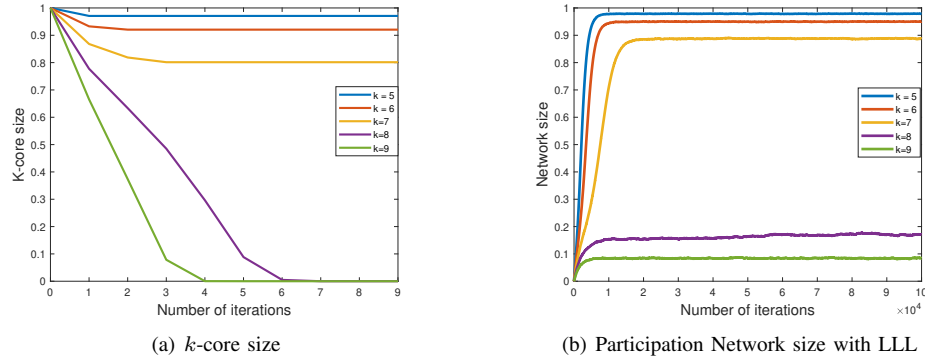 K-core size
1
0.9
0.8
0.7
0.6
0.5
0.4
0.3
0.2
0.1
0
0 1 2 3 4 5 6 7 8 9
Number of iterations
k = 5
k = 6
k=7
k=8
k=9
(a) k-core size
Network size
1
0.9
0.8
0.7
0.6
0.5
0.4
0.3
0.2
0.1
0
0 1 2 3 4 5 6 7 8 9 10
Number of iterations
×10⁴
k = 5
k = 6
k=7
k=8
k=9
(b) Participation Network size with LLL